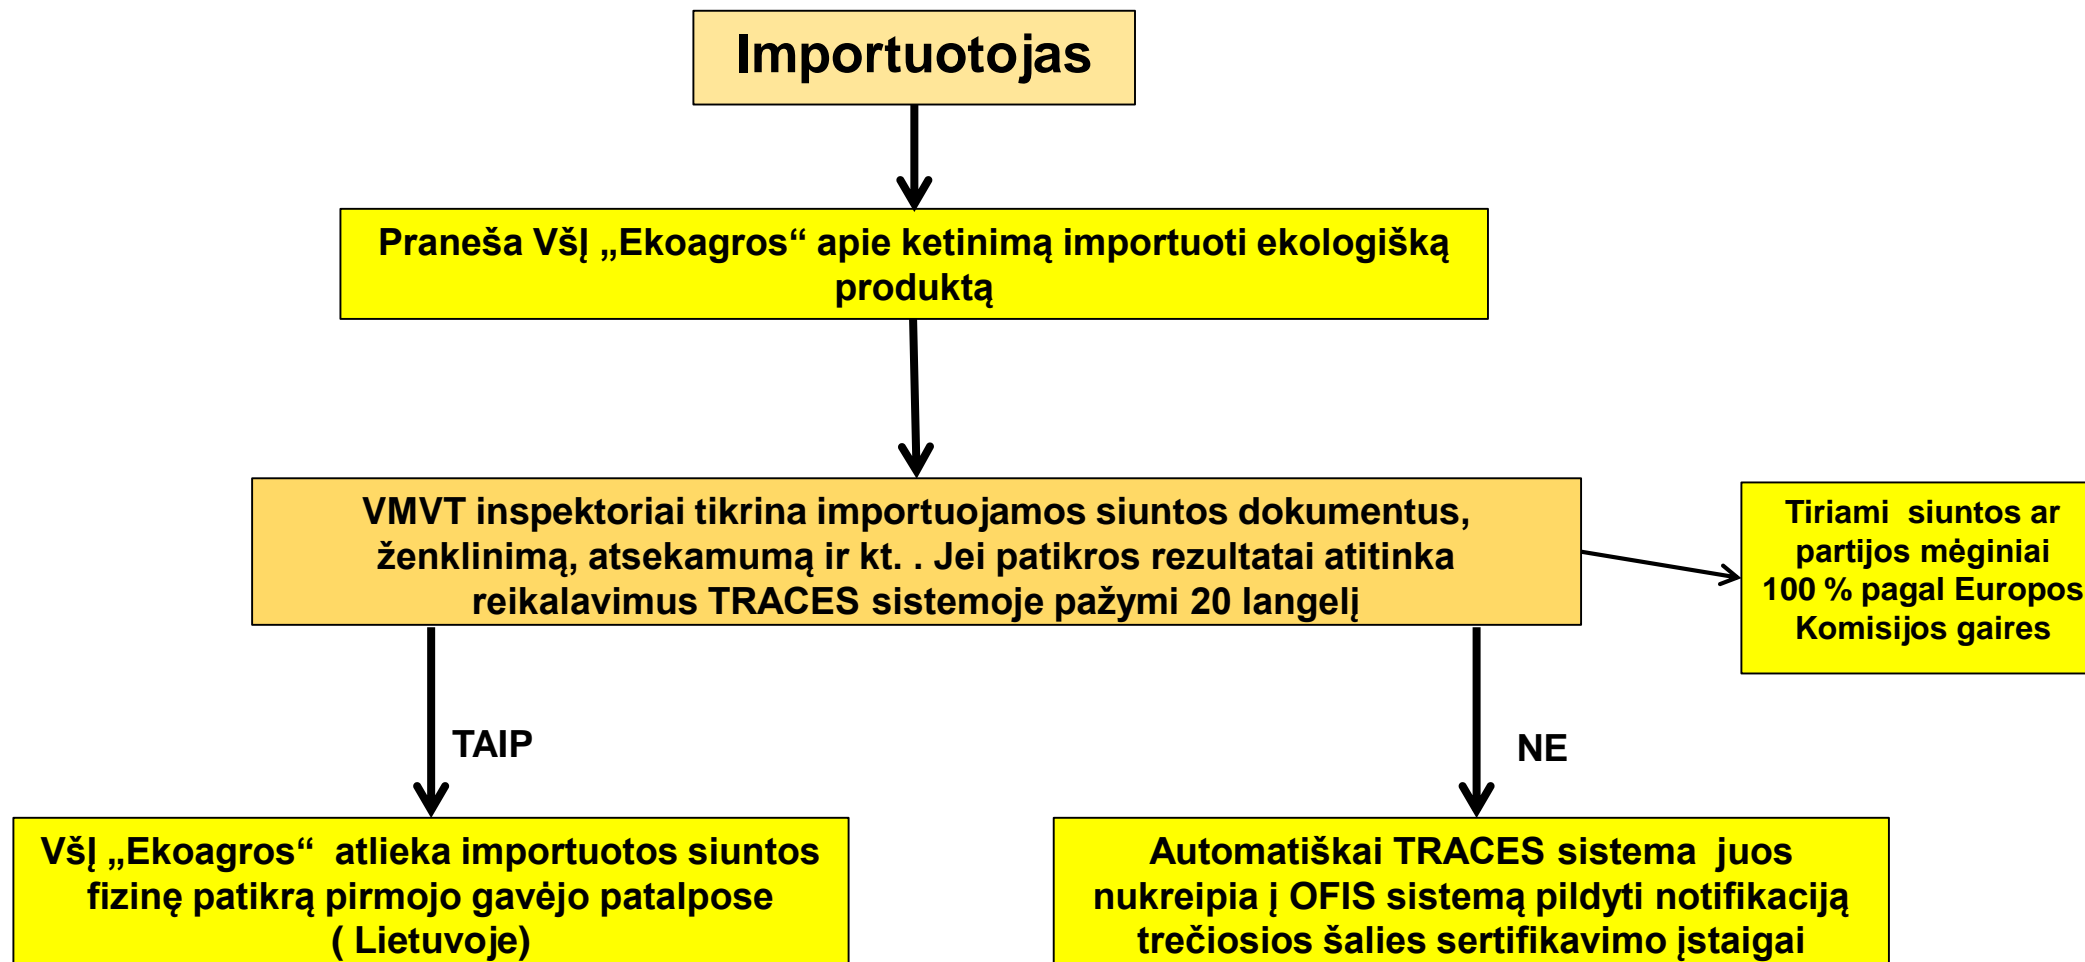 Importuotojas
Praneša VšĮ „Ekoagros“ apie ketinimą importuoti ekologišką
produktą
VMVT inspektoriai tikrina importuojamos siuntos dokumentus,
ženklinimą, atsekamumą ir kt. . Jei patikros rezultatai atitinka
reikalavimus TRACES sistemoje pažymi 20 langelį
Tiriami siuntos ar
partijos mėginiai
100 % pagal Europos
Komisijos gaires
TAIP
NE
VšĮ „Ekoagros“ atlieka importuotos siuntos
fizinę patikrą pirmojo gavėjo patalpose
( Lietuvoje)
Automatiškai TRACES sistema juos
nukreipia į OFIS sistemą pildyti notifikaciją
trečiosios šalies sertifikavimo įstaigai